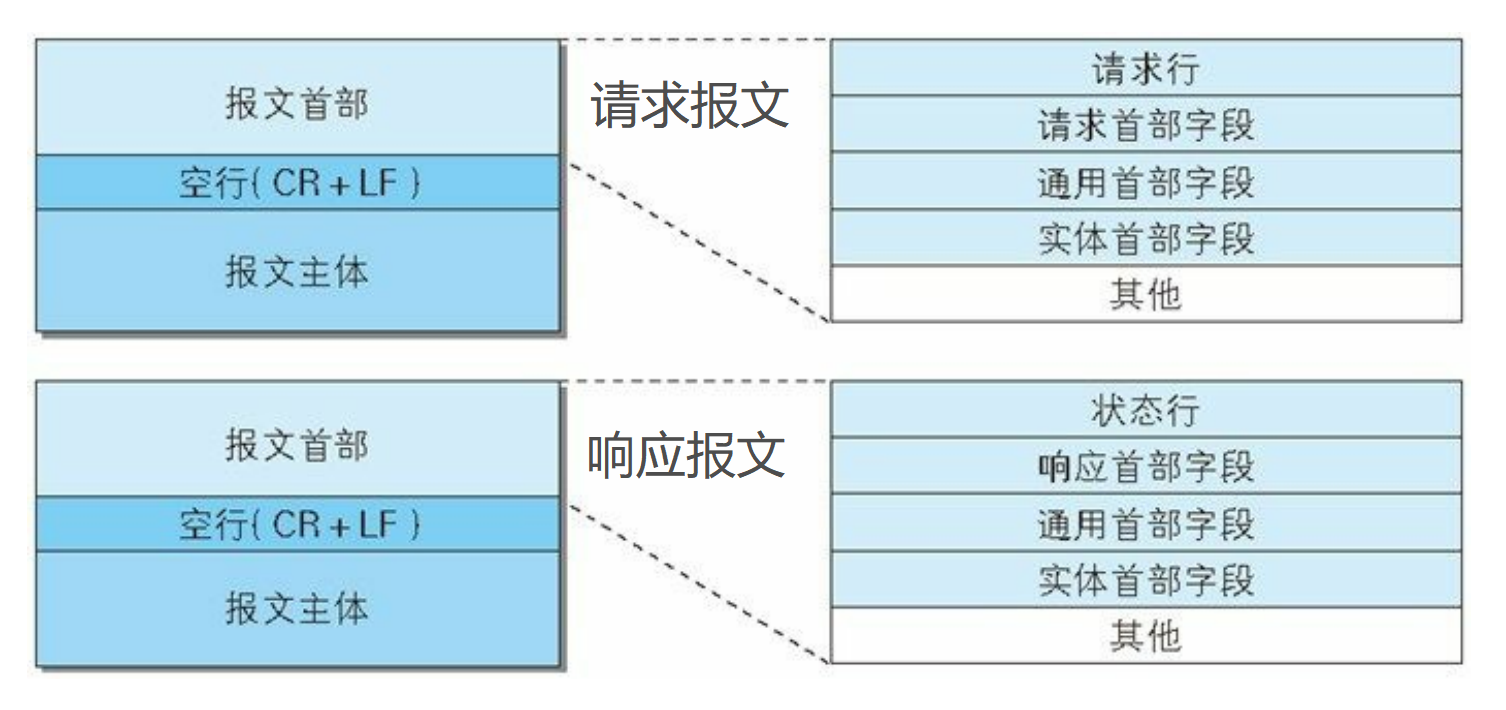 报文首部
空行( CR + LF )
报文主体
请求报文
请求行
请求首部字段
通用首部字段
实体首部字段
其他
报文首部
空行( CR + LF )
报文主体
响应报文
状态行
响应首部字段
通用首部字段
实体首部字段
其他